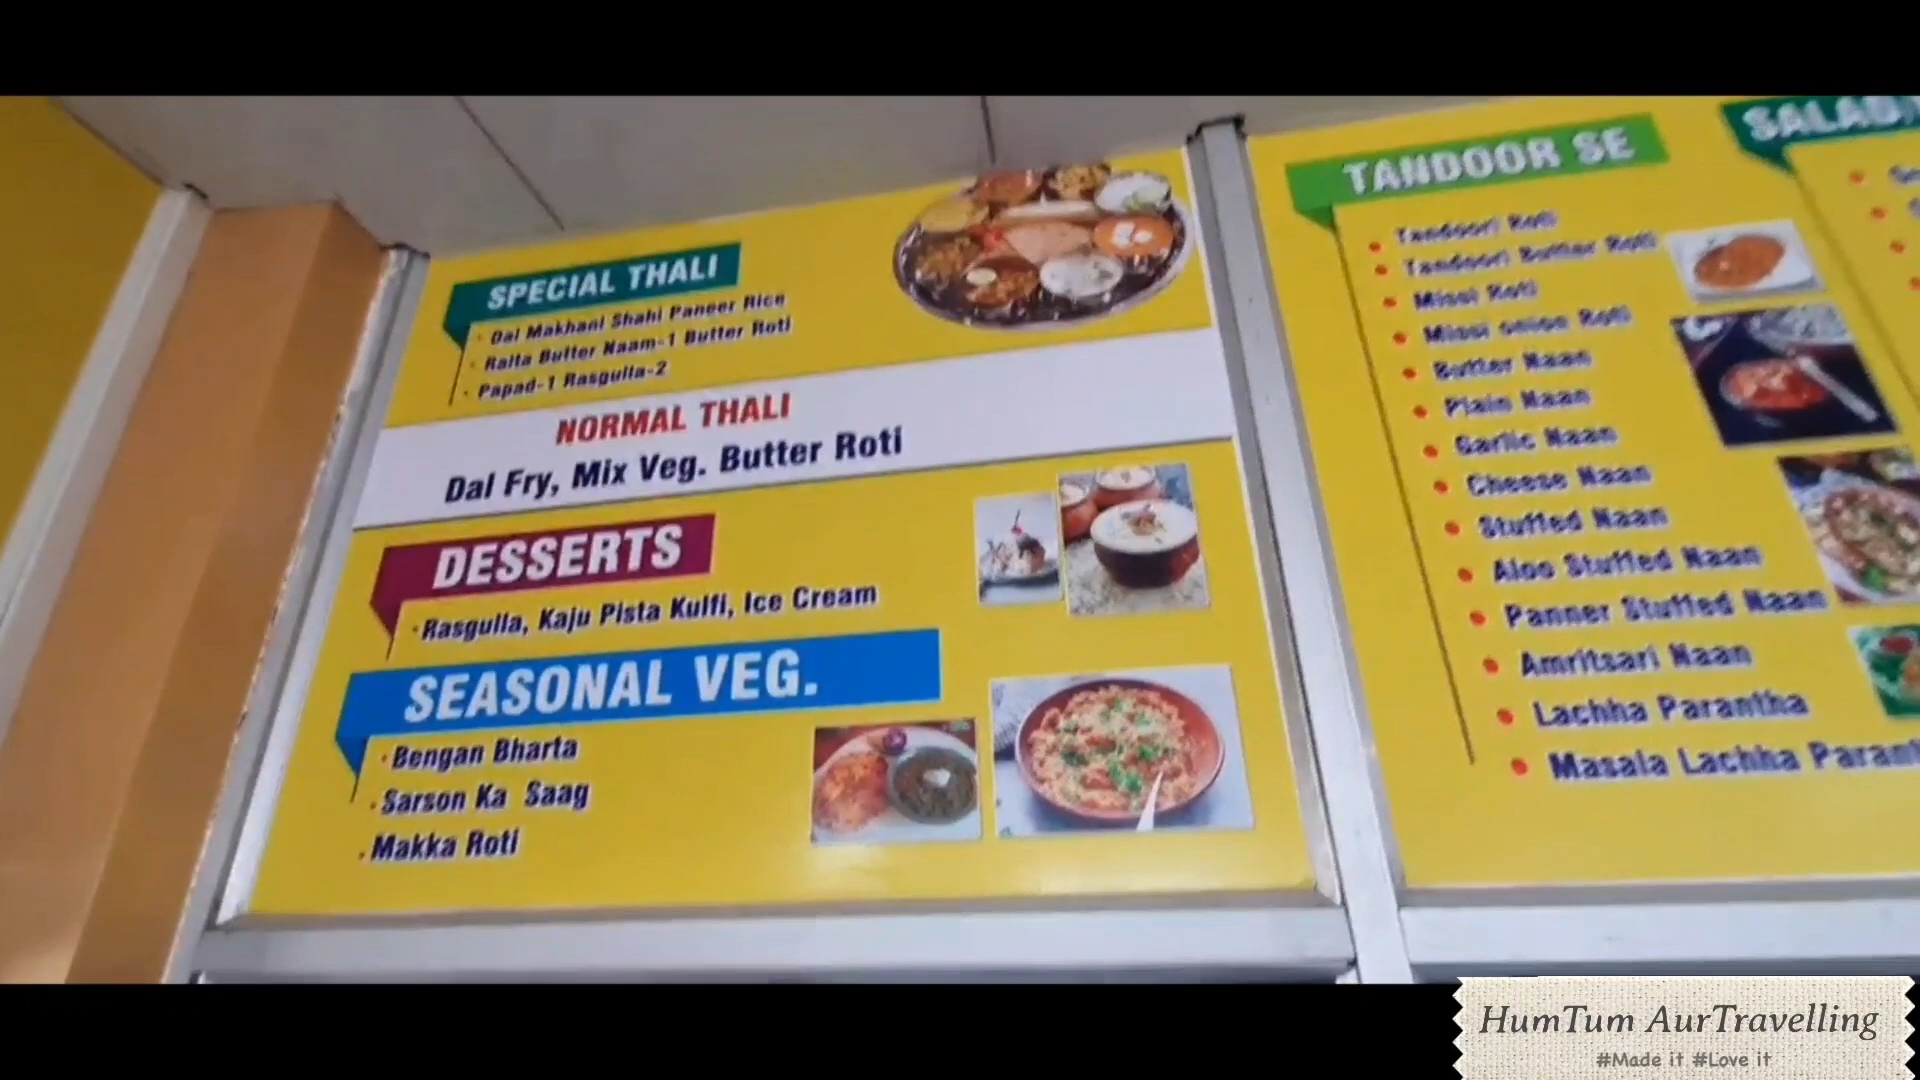 SPECIAL THALI
Dal Makhani Shahi Paneer Rice
Raita Butter Naam-1 Butter Roti
Papad-1 Rasgulla-2
NORMAL THALI
Dal Fry, Mix Veg. Butter Roti
DESSERTS
Rasgulla, Kaju Pista Kulfi, Ice Cream
SEASONAL VEG.
Bengan Bharta
Sarson Ka Saag
Makka Roti
TANDOOR SE
Tandoori Roti
Tandoori Butter Roti
Missi Roti
Missi onion Roti
Butter Naan
Plain Naan
Garlic Naan
Cheese Naan
Stuffed Naan
Aloo Stuffed Naan
Panner Stuffed Naan
Amritsari Naan
Lachha Parantha
Masala Lachha Parant
SALAD
HumTum AurTravelling
#Made it #Love it